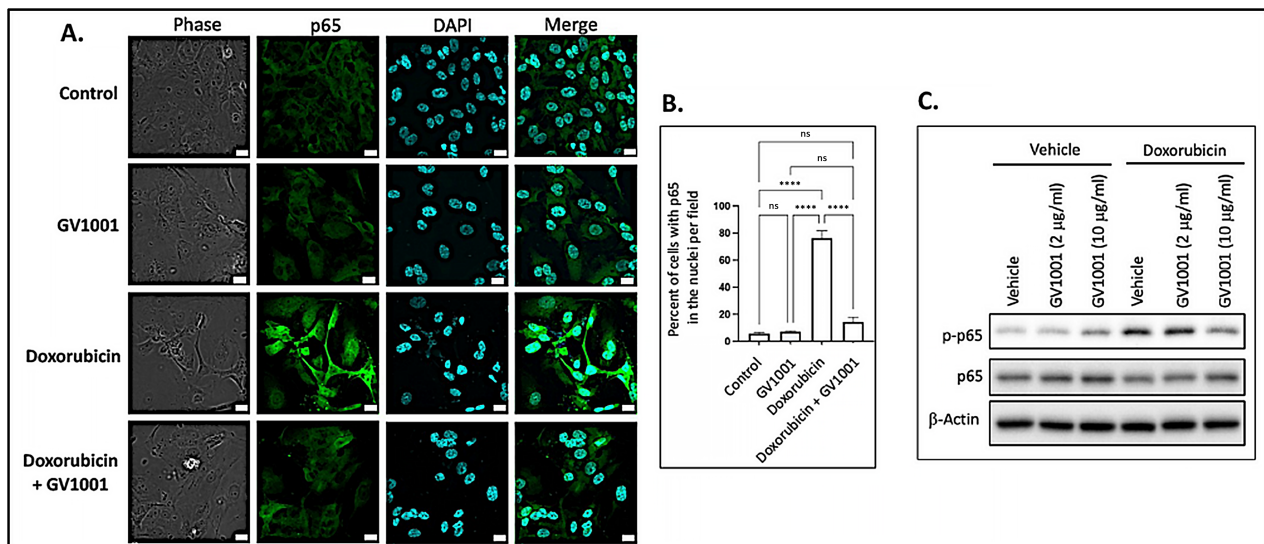 A.
Phase p65 DAPI Merge
Control
GV1001
Doxorubicin
Doxorubicin
+ GV1001
B.
ns
ns
****
ns **** ****
Percent of cells with p65
in the nuclei per field
100
80
60
40
20
0
Control
GV1001
Doxorubicin
Doxorubicin + GV1001
C.
Vehicle Doxorubicin
Vehicle
GV1001 (2 µg/ml)
GV1001 (10 µg/ml)
Vehicle
GV1001 (2 µg/ml)
GV1001 (10 µg/ml)
p-p65
p65
β-Actin